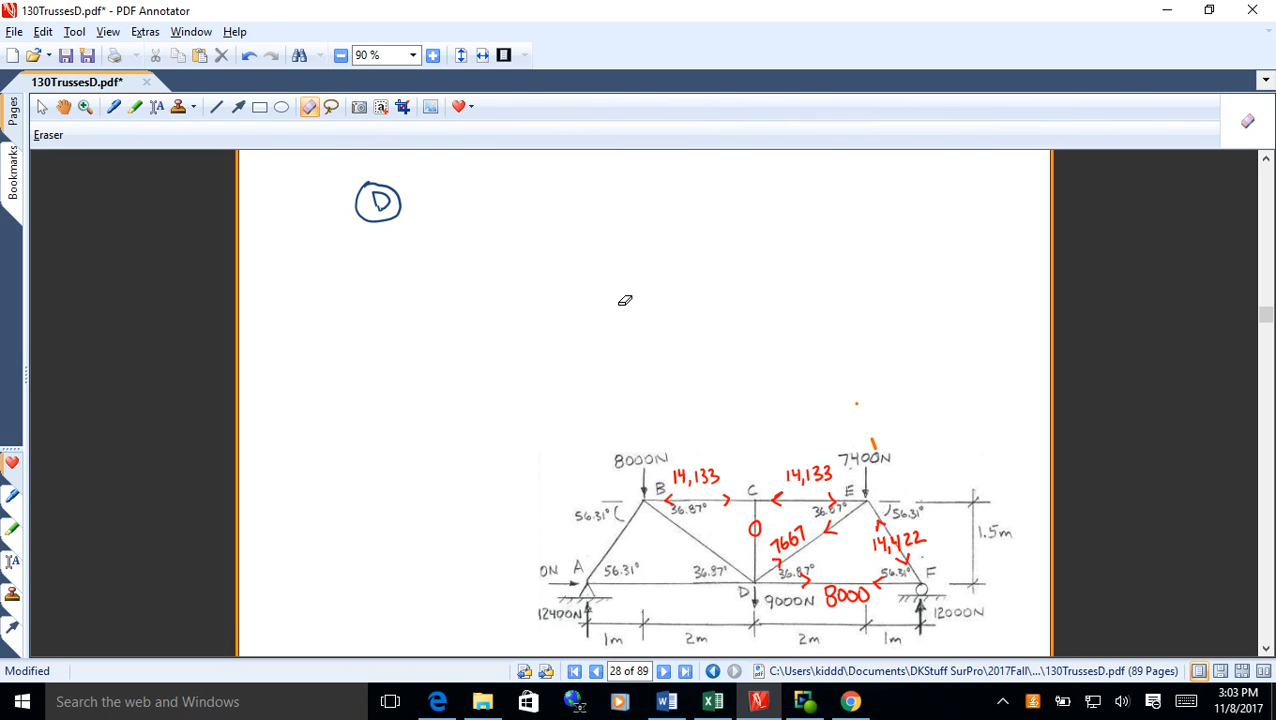 130TrussesD.pdf* - PDF Annotator
File Edit Tool View Extras Window Help
90 %
130TrussesD.pdf*
Eraser
Pages
Bookmarks
D
8000N
7400N
14,133
14,133
B
C
E
56.31°
36.87°
36.87°
56.31°
O
7667
14,422
1.5m
A
0N
56.31°
36.87°
36.87°
56.31°
F
D
9000N
8000
12400N
12000N
1m
2m
2m
1m
Modified
28 of 89
C:\Users\kiddd\Documents\DKStuff SurPro\2017Fall\...\130TrussesD.pdf (89 Pages)
Search the web and Windows
3:03 PM
11/8/2017